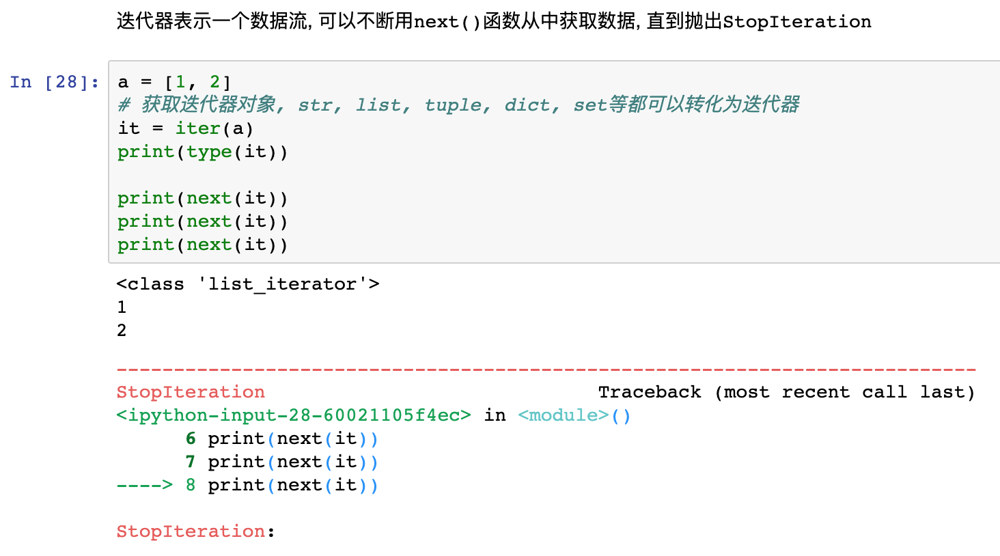 迭代器表示一个数据流, 可以不断用next()函数从中获取数据, 直到抛出StopIteration
In [28]:
a = [1, 2]
# 获取迭代器对象, str, list, tuple, dict, set等都可以转化为迭代器
it = iter(a)
print(type(it))
print(next(it))
print(next(it))
print(next(it))
<class 'list_iterator'>
1
2
---------------------------------------------------------------------------
StopIteration                             Traceback (most recent call last)
<ipython-input-28-60021105f4ec> in <module>()
      6 print(next(it))
      7 print(next(it))
----> 8 print(next(it))
StopIteration: